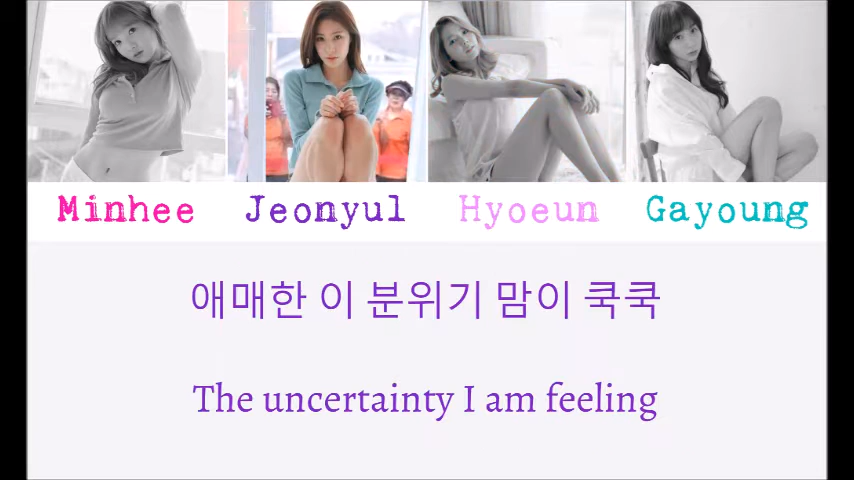 Minhee Jeonyul Hyoeun Gayoung
애매한 이 분위기 맘이 쿡쿡
The uncertainty I am feeling